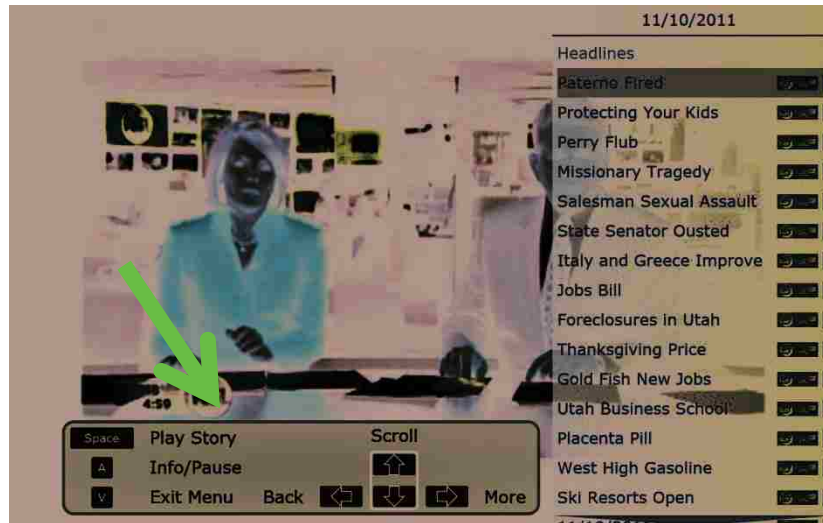 11/10/2011
Headlines
Paterno Fired
Protecting Your Kids
Perry Flub
Missionary Tragedy
Salesman Sexual Assault
State Senator Ousted
Italy and Greece Improve
Jobs Bill
Foreclosures in Utah
Thanksgiving Price
Gold Fish New Jobs
Utah Business School
Placenta Pill
West High Gasoline
Ski Resorts Open
4:59
Space Play Story Scroll
A Info/Pause
V Exit Menu Back More